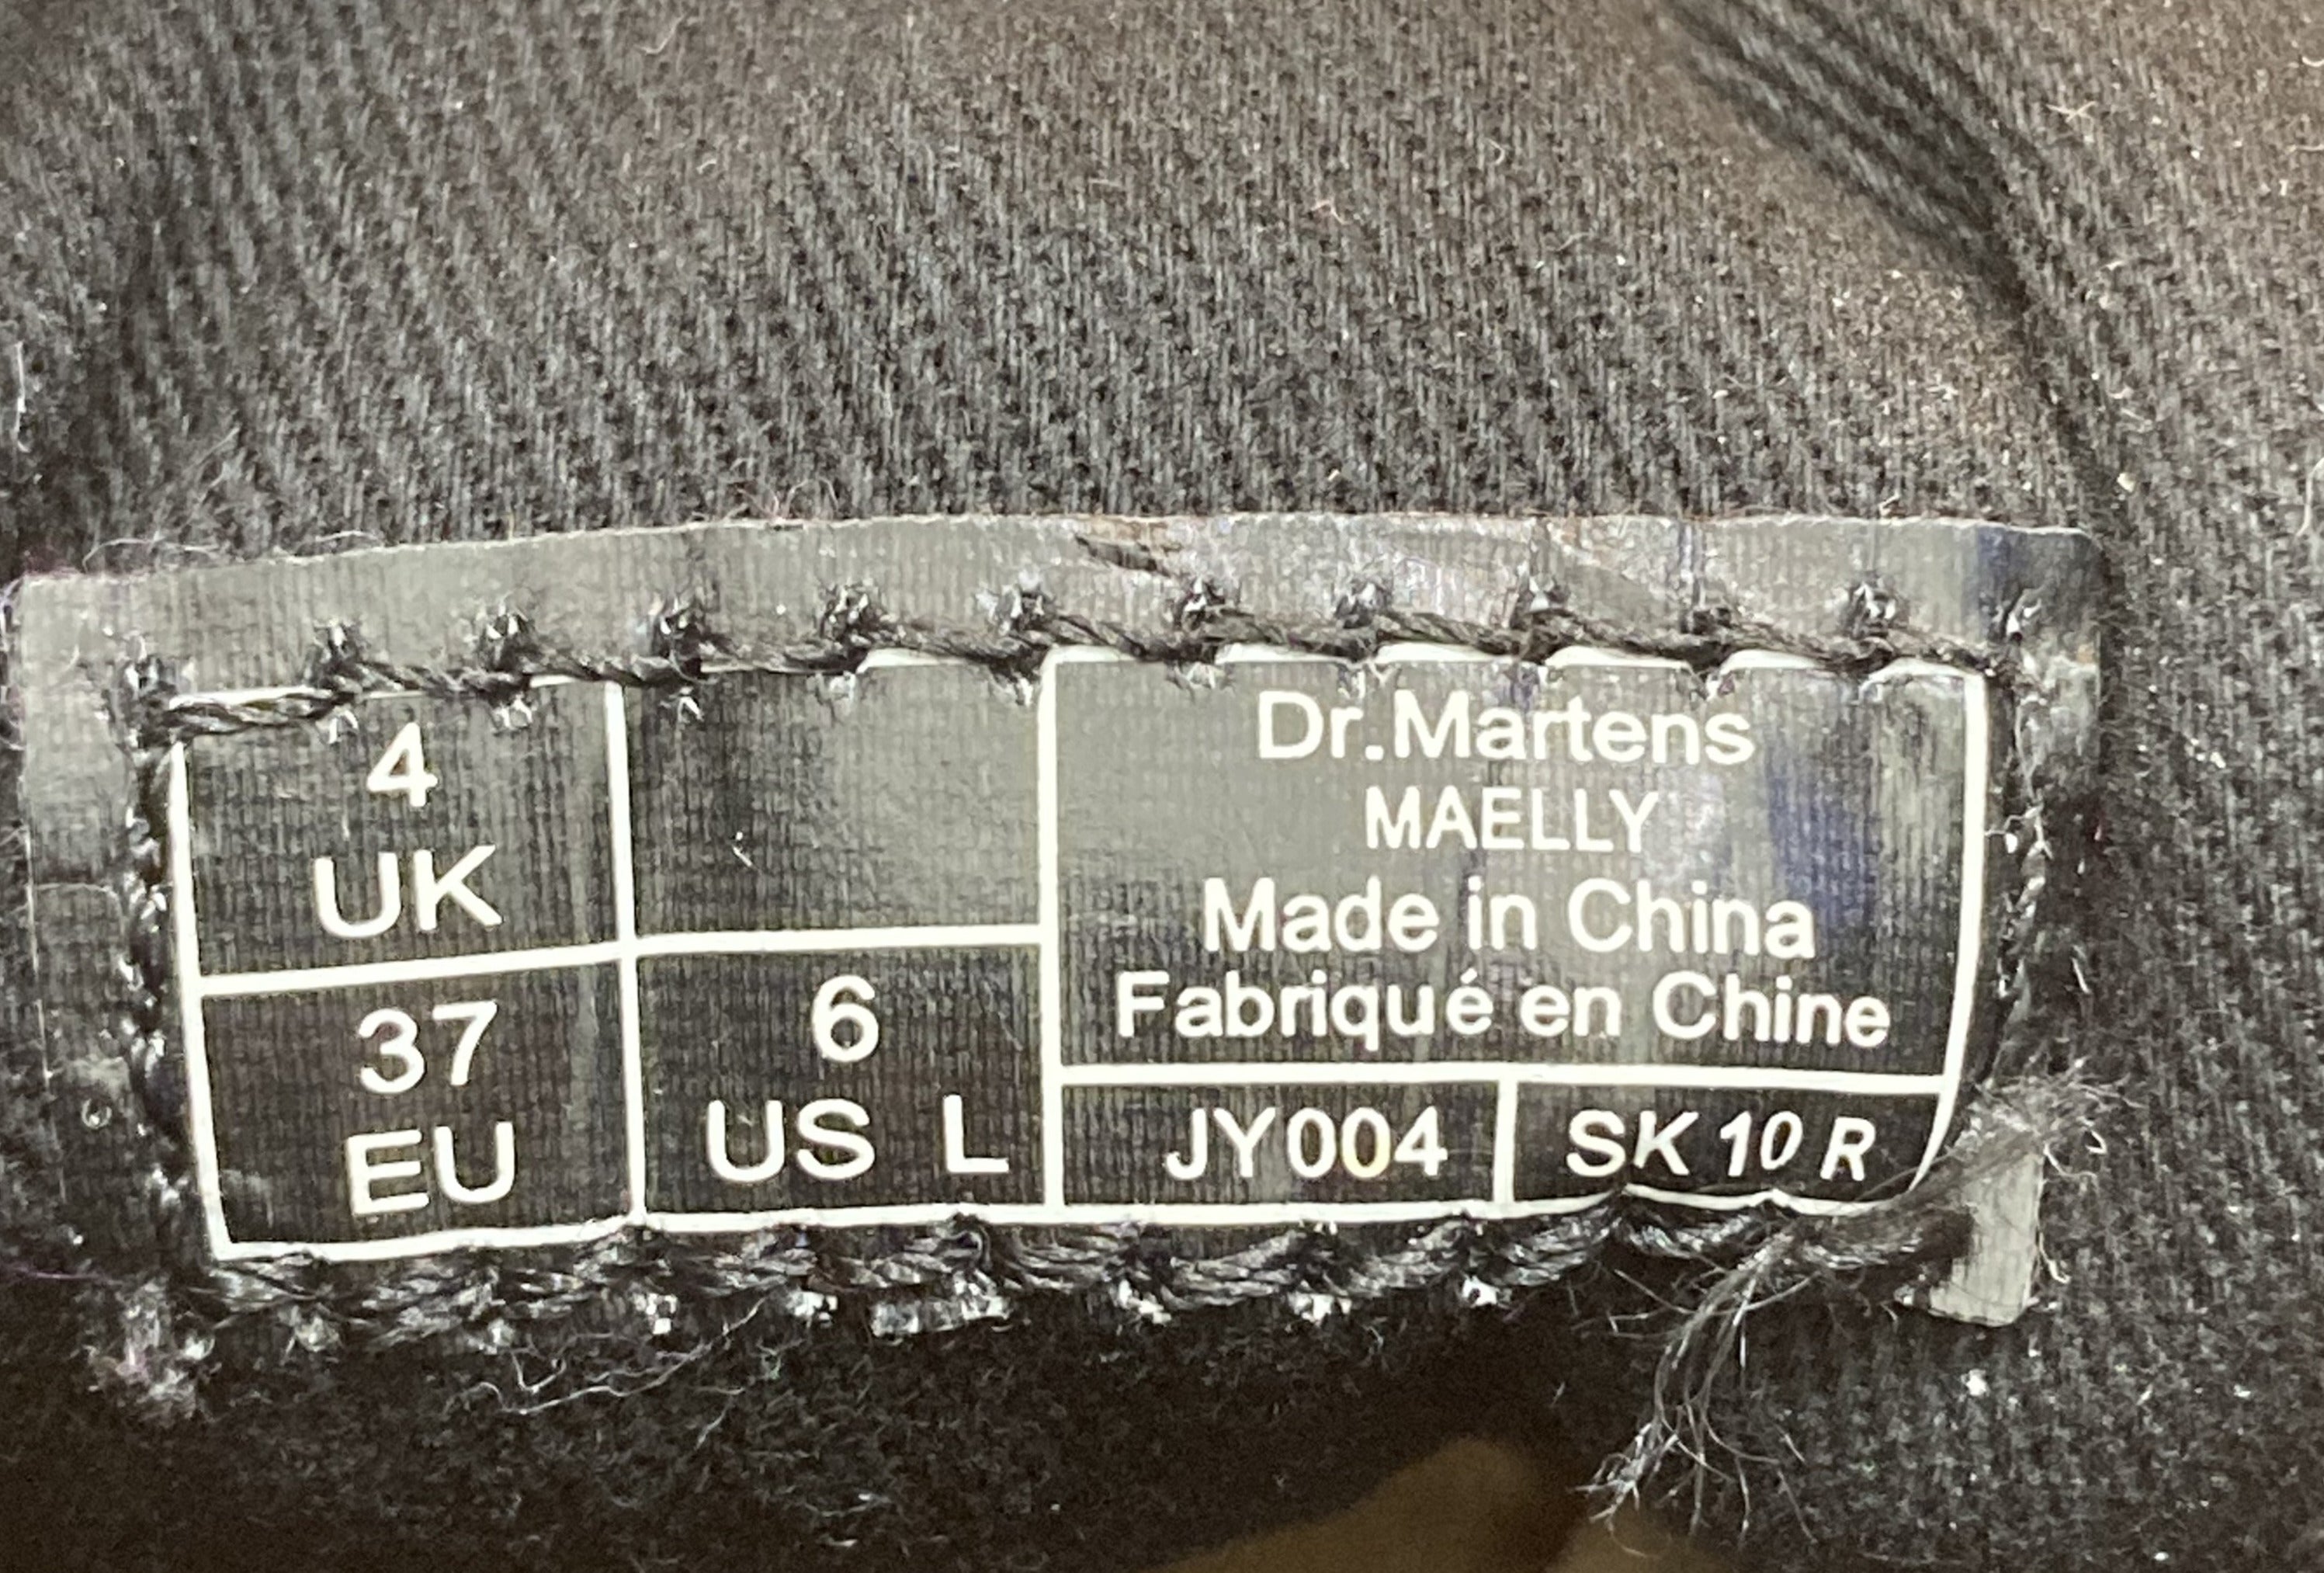 4
UK
37
EU
6
US L
Dr.Martens
MAELLY
Made in China
Fabriqué en Chine
JY004
SK 10 R